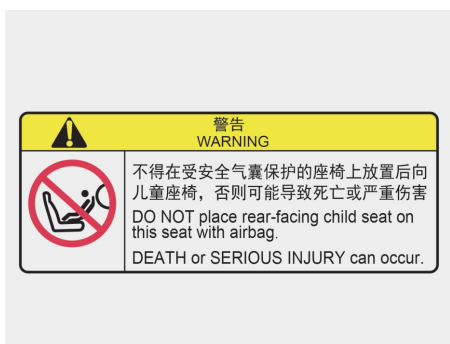 警告
WARNING
不得在受安全气囊保护的座椅上放置后向
儿童座椅，否则可能导致死亡或严重伤害
DO NOT place rear-facing child seat on
this seat with airbag.
DEATH or SERIOUS INJURY can occur.